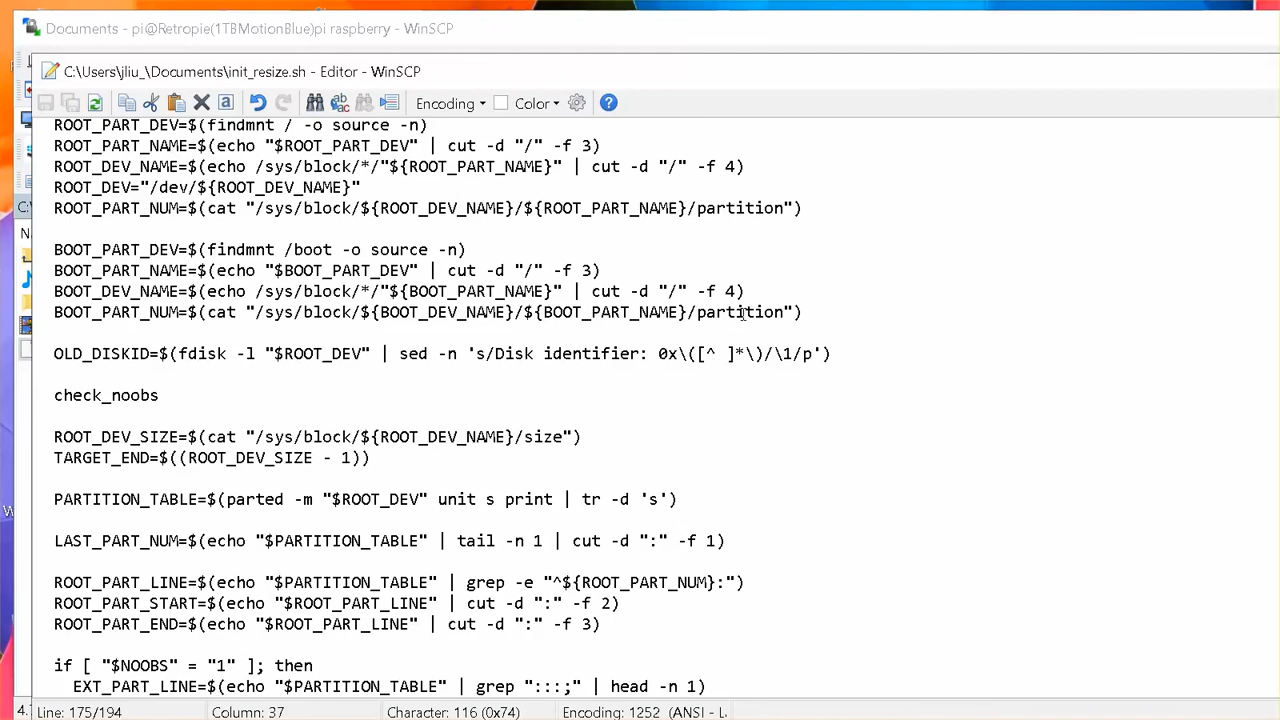 Documents - pi@Retropie(1TBMotionBlue)pi raspberry - WinSCP
C:\Users\jliu_\Documents\init_resize.sh - Editor - WinSCP
Encoding Color
ROOT_PART_DEV=$(findmnt / -o source -n)
ROOT_PART_NAME=$(echo "$ROOT_PART_DEV" | cut -d "/" -f 3)
ROOT_DEV_NAME=$(echo /sys/block/*/"${ROOT_PART_NAME}" | cut -d "/" -f 4)
ROOT_DEV="/dev/${ROOT_DEV_NAME}"
ROOT_PART_NUM=$(cat "/sys/block/${ROOT_DEV_NAME}/${ROOT_PART_NAME}/partition")
BOOT_PART_DEV=$(findmnt /boot -o source -n)
BOOT_PART_NAME=$(echo "$BOOT_PART_DEV" | cut -d "/" -f 3)
BOOT_DEV_NAME=$(echo /sys/block/*/"${BOOT_PART_NAME}" | cut -d "/" -f 4)
BOOT_PART_NUM=$(cat "/sys/block/${BOOT_DEV_NAME}/${BOOT_PART_NAME}/partition")
OLD_DISKID=$(fdisk -l "$ROOT_DEV" | sed -n 's/Disk identifier: 0x\([^ ]*\)/\1/p')
check_noobs
ROOT_DEV_SIZE=$(cat "/sys/block/${ROOT_DEV_NAME}/size")
TARGET_END=$((ROOT_DEV_SIZE - 1))
PARTITION_TABLE=$(parted -m "$ROOT_DEV" unit s print | tr -d 's')
LAST_PART_NUM=$(echo "$PARTITION_TABLE" | tail -n 1 | cut -d ":" -f 1)
ROOT_PART_LINE=$(echo "$PARTITION_TABLE" | grep -e "^${ROOT_PART_NUM}:")
ROOT_PART_START=$(echo "$ROOT_PART_LINE" | cut -d ":" -f 2)
ROOT_PART_END=$(echo "$ROOT_PART_LINE" | cut -d ":" -f 3)
if [ "$NOOBS" = "1" ]; then
EXT_PART_LINE=$(echo "$PARTITION_TABLE" | grep ":::;" | head -n 1)
Line: 175/194 Column: 37 Character: 116 (0x74) Encoding: 1252 (ANSI - L